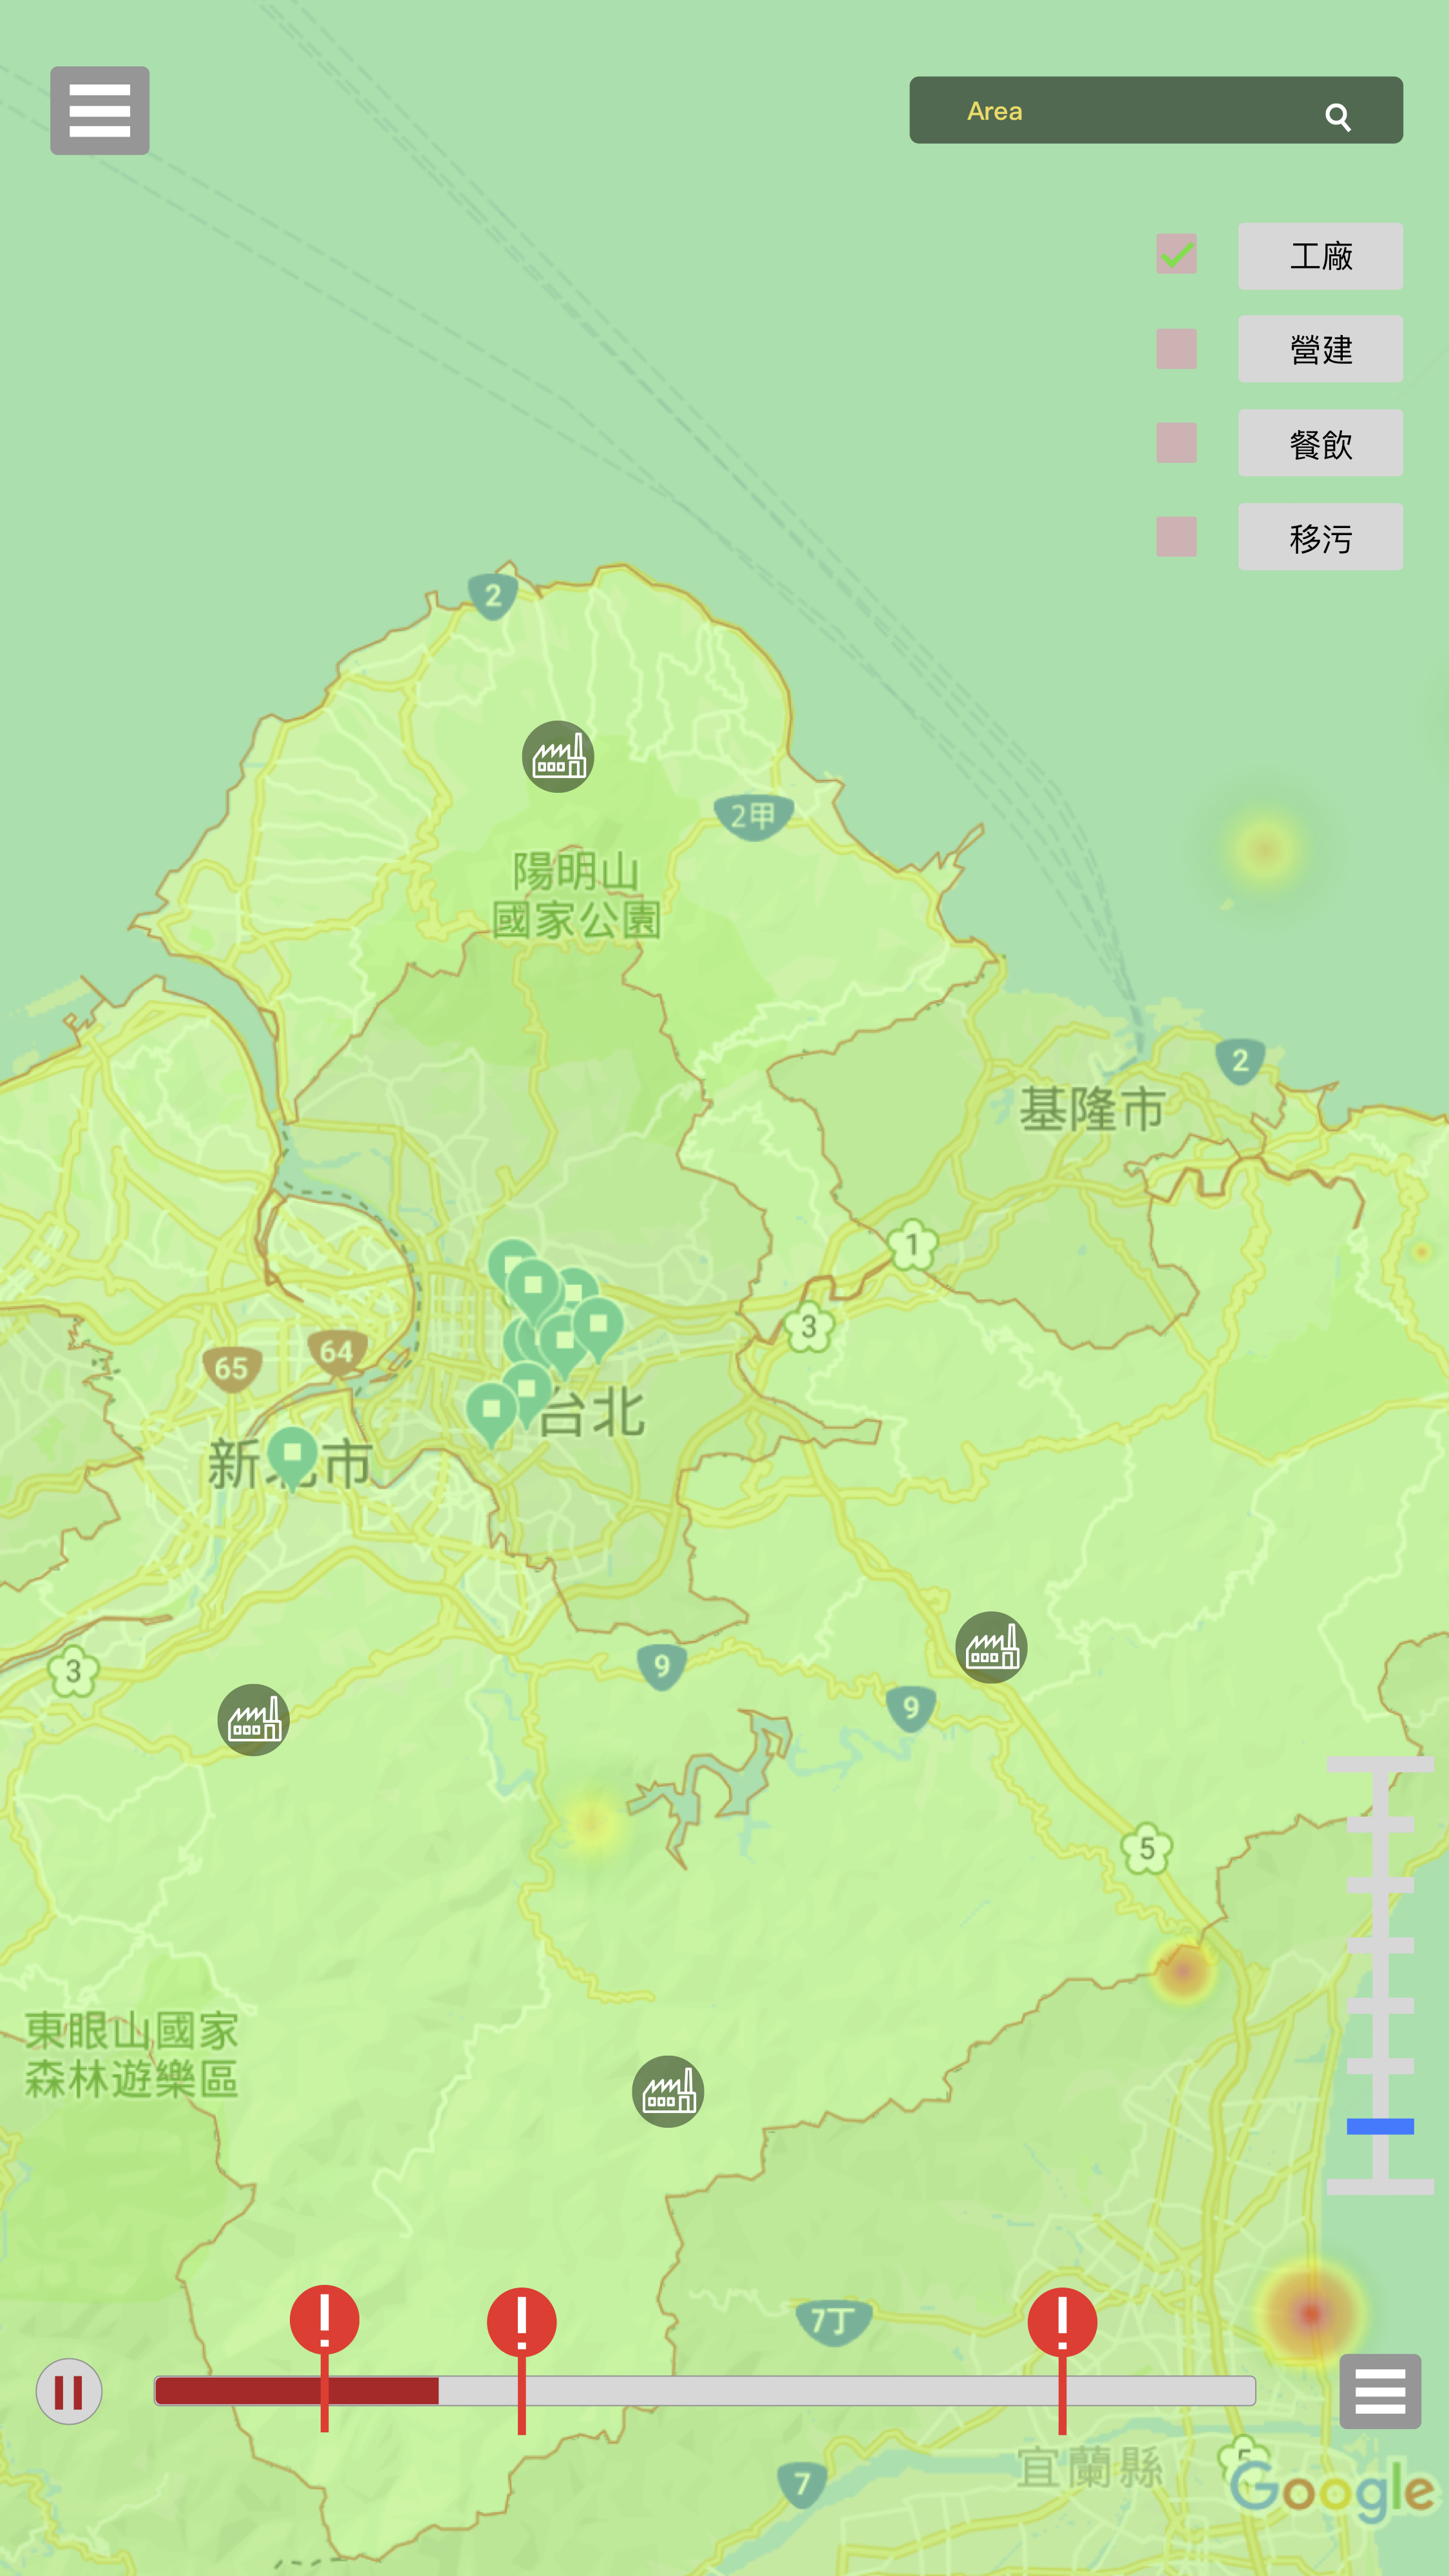 Area
工廠
營建
餐飲
移污
2
2甲
陽明山
國家公園
2
基隆市
1
3
64
65
台北
新北市
9
3
9
5
東眼山國家
森林遊樂區
!
!
!
7丁
宜蘭縣
5
7
Google